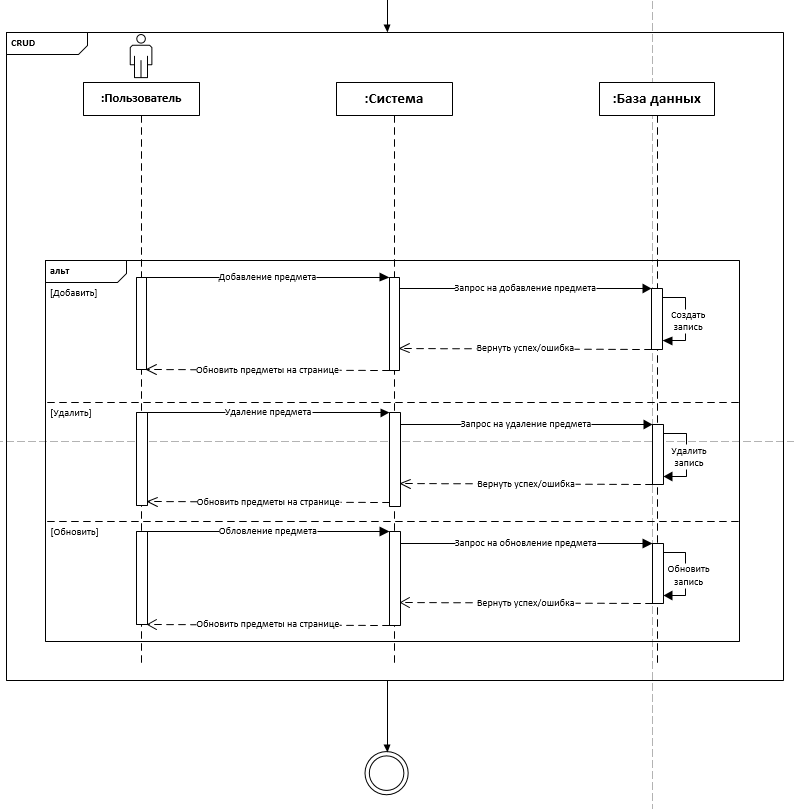 CRUD
:Пользователь
:Система
:База данных
альт
[Добавить]
Добавление предмета
Запрос на добавление предмета
Создать
запись
Вернуть успех/ошибка
Обновить предметы на странице
[Удалить]
Удаление предмета
Запрос на удаление предмета
Удалить
запись
Вернуть успех/ошибка
Обновить предметы на странице
[Обновить]
Обловление предмета
Запрос на обновление предмета
Обновить
запись
Вернуть успех/ошибка
Обновить предметы на странице